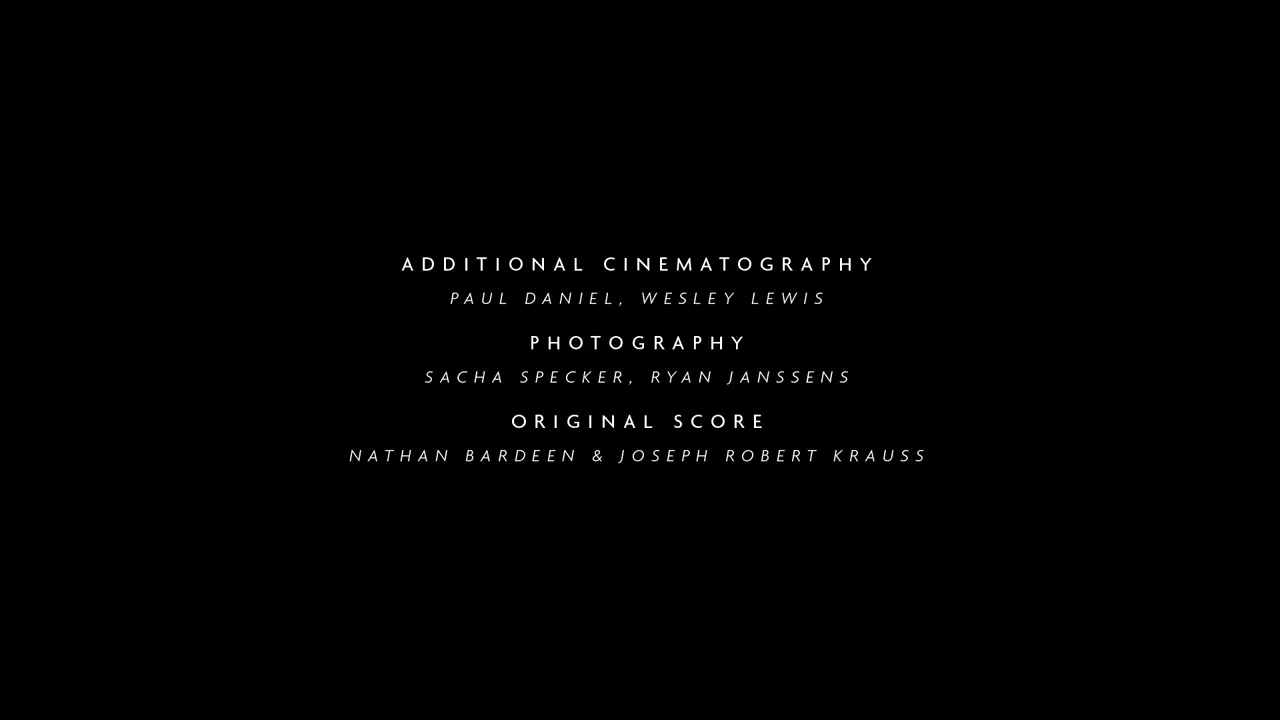 ADDITIONAL CINEMATOGRAPHY
PAUL DANIEL, WESLEY LEWIS
PHOTOGRAPHY
SACHA SPECKER, RYAN JANSSENS
ORIGINAL SCORE
NATHAN BARDEEN & JOSEPH ROBERT KRAUSS